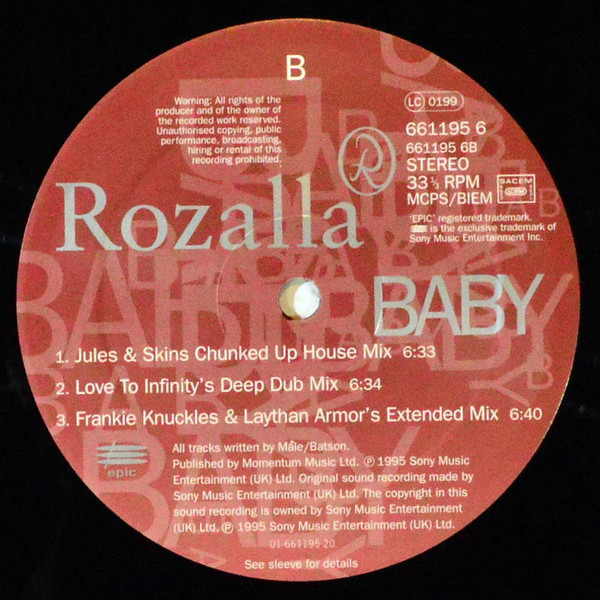 B
Warning: All rights of the
producer and of the owner of
the recorded work reserved.
Unauthorised copying, public
performance, broadcasting,
hiring or rental of this
recording prohibited.
LC 0199
661195 6
661195 6B
STEREO
33 ⅓ RPM
MCPS/BIEM
SACEM
"EPIC" registered trademark.
is the exclusive trademark of
Sony Music Entertainment Inc.
R
Rozalla
BABY
1. Jules & Skins Chunked Up House Mix 6:33
2. Love To Infinity's Deep Dub Mix 6:34
3. Frankie Knuckles & Laythan Armor's Extended Mix 6:40
epic
All tracks written by Male/Batson.
Published by Momentum Music Ltd. ℗ 1995 Sony Music
Entertainment (UK) Ltd. Original sound recording made by
Sony Music Entertainment (UK) Ltd. The copyright in this
sound recording is owned by Sony Music Entertainment
(UK) Ltd. ℗ 1995 Sony Music Entertainment (UK) Ltd.
01-661195 20
See sleeve for details